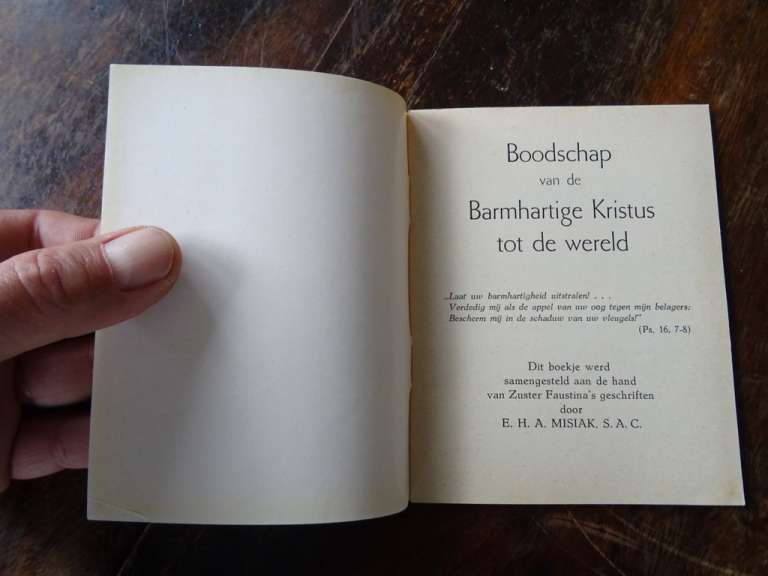 Boodschap
van de
Barmhartige Kristus
tot de wereld
„Laat uw barmhartigheid uitstralen! . . .
Verdedig mij als de appel van uw oog tegen mijn belagers;
Bescheem mij in de schaduw van uw vleugels!"
(Ps. 16, 7-8)
Dit boekje werd
samengesteld aan de hand
van Zuster Faustina's geschriften
door
E. H. A. MISIAK, S. A. C.